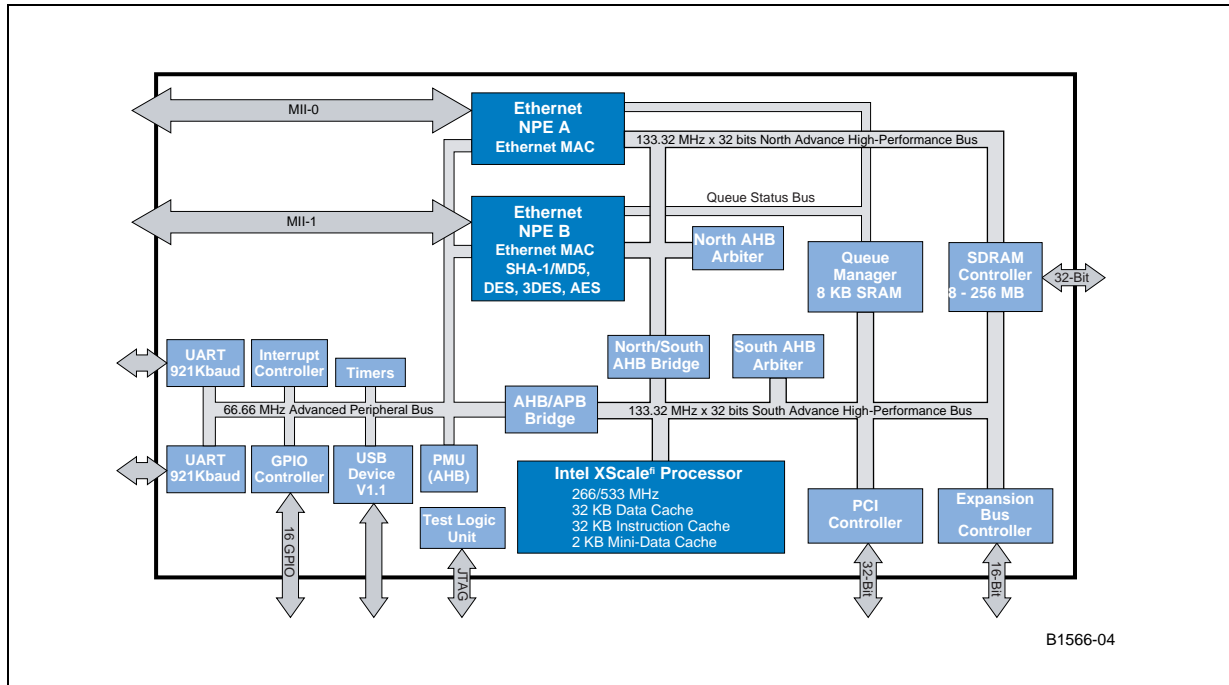 MII-0
Ethernet
NPE A
Ethernet MAC
133.32 MHz x 32 bits North Advance High-Performance Bus
MII-1
Ethernet
NPE B
Ethernet MAC
SHA-1/MD5,
DES, 3DES, AES
Queue Status Bus
North AHB
Arbiter
Queue
Manager
8 KB SRAM
SDRAM
Controller
8 - 256 MB
32-Bit
UART
921Kbaud
Interrupt
Controller
Timers
North/South
AHB Bridge
South AHB
Arbiter
66.66 MHz Advanced Peripheral Bus
AHB/APB
Bridge
133.32 MHz x 32 bits South Advance High-Performance Bus
UART
921Kbaud
GPIO
Controller
USB
Device
V1.1
PMU
(AHB)
Test Logic
Unit
Intel XScaleﬁ Processor
266/533 MHz
32 KB Data Cache
32 KB Instruction Cache
2 KB Mini-Data Cache
PCI
Controller
Expansion
Bus
Controller
16 GPIO
JTAG
32-Bit
16-Bit
B1566-04